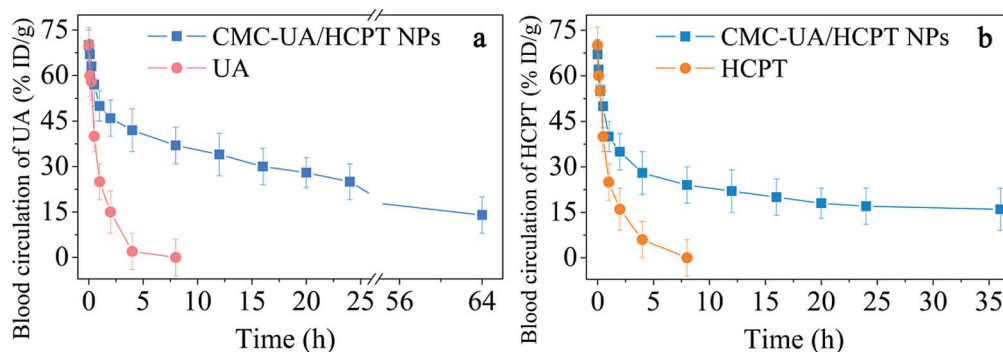 Blood circulation of UA (% ID/g)
75
60
45
30
15
0
CMC-UA/HCPT NPs
UA
a
0 5 10 15 20 25 56 64
Time (h)
Blood circulation of HCPT (% ID/g)
75
60
45
30
15
0
CMC-UA/HCPT NPs
HCPT
b
0 5 10 15 20 25 30 35
Time (h)